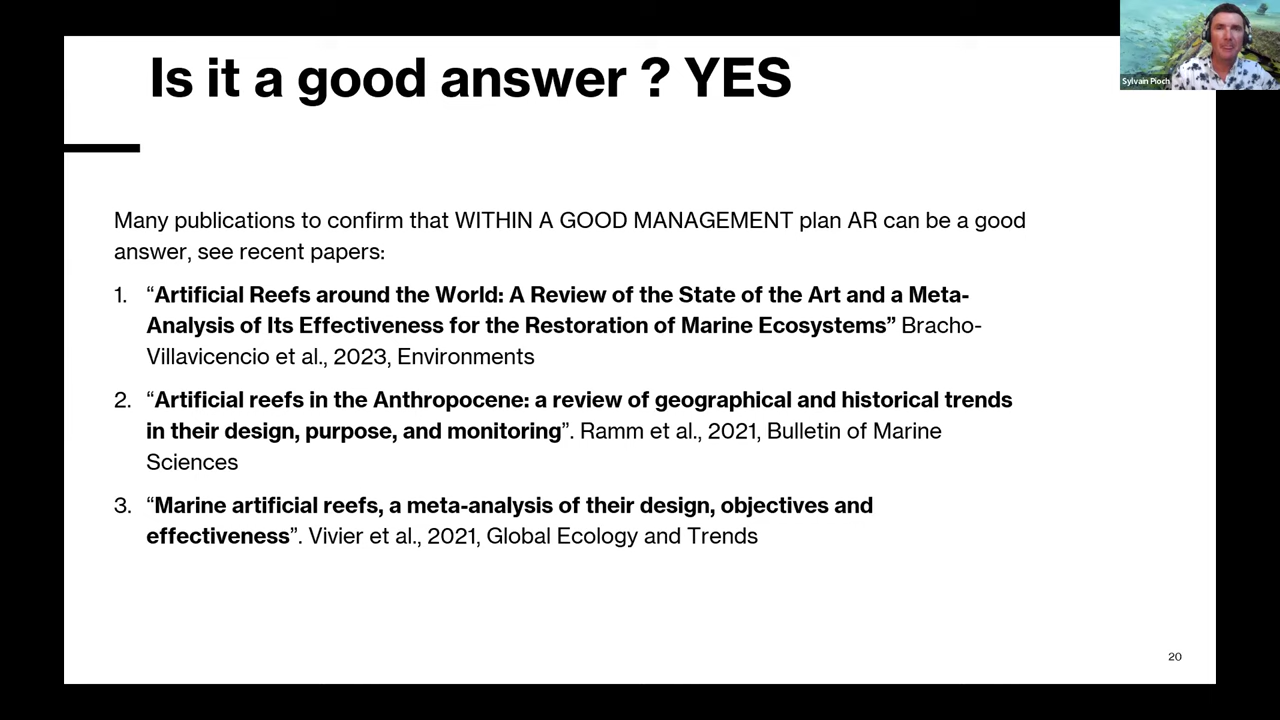 Is it a good answer ? YES
Sylvain Pioch
Many publications to confirm that WITHIN A GOOD MANAGEMENT plan AR can be a good
answer, see recent papers:
1. “Artificial Reefs around the World: A Review of the State of the Art and a Meta-
Analysis of Its Effectiveness for the Restoration of Marine Ecosystems” Bracho-
Villavicencio et al., 2023, Environments
2. “Artificial reefs in the Anthropocene: a review of geographical and historical trends
in their design, purpose, and monitoring”. Ramm et al., 2021, Bulletin of Marine
Sciences
3. “Marine artificial reefs, a meta-analysis of their design, objectives and
effectiveness”. Vivier et al., 2021, Global Ecology and Trends
20